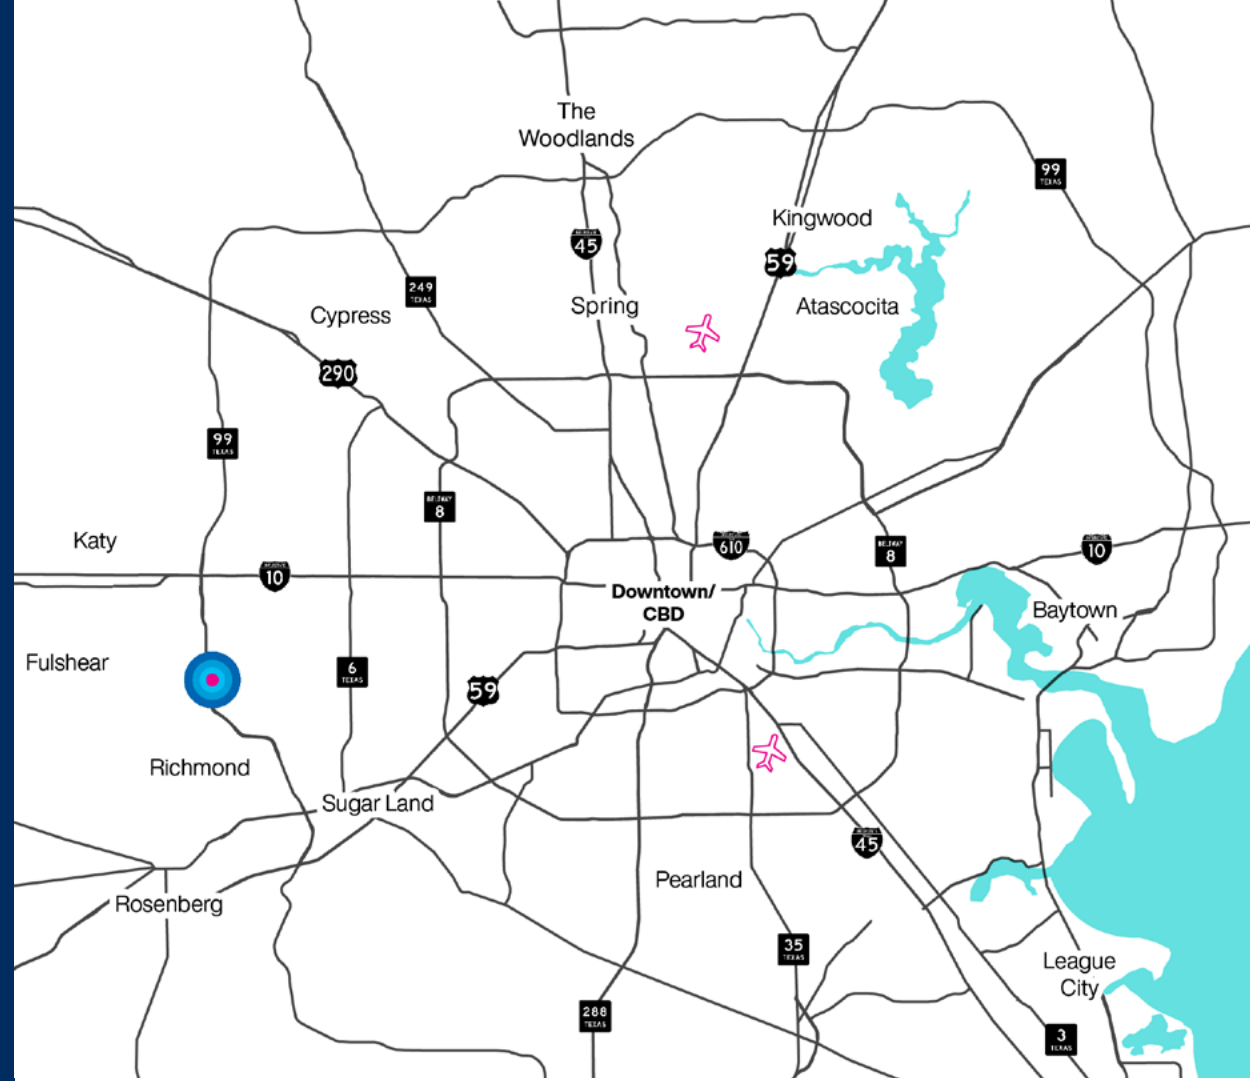 The
Woodlands
99
TEXAS
Kingwood
45
59
249
TEXAS
Spring
Atascocita
Cypress
290
99
TEXAS
BELTWAY
8
Katy
610
10
BELTWAY
8
10
Downtown/
CBD
Baytown
Fulshear
6
TEXAS
59
Richmond
Sugar Land
45
Pearland
Rosenberg
35
TEXAS
League
City
288
TEXAS
3
TEXAS